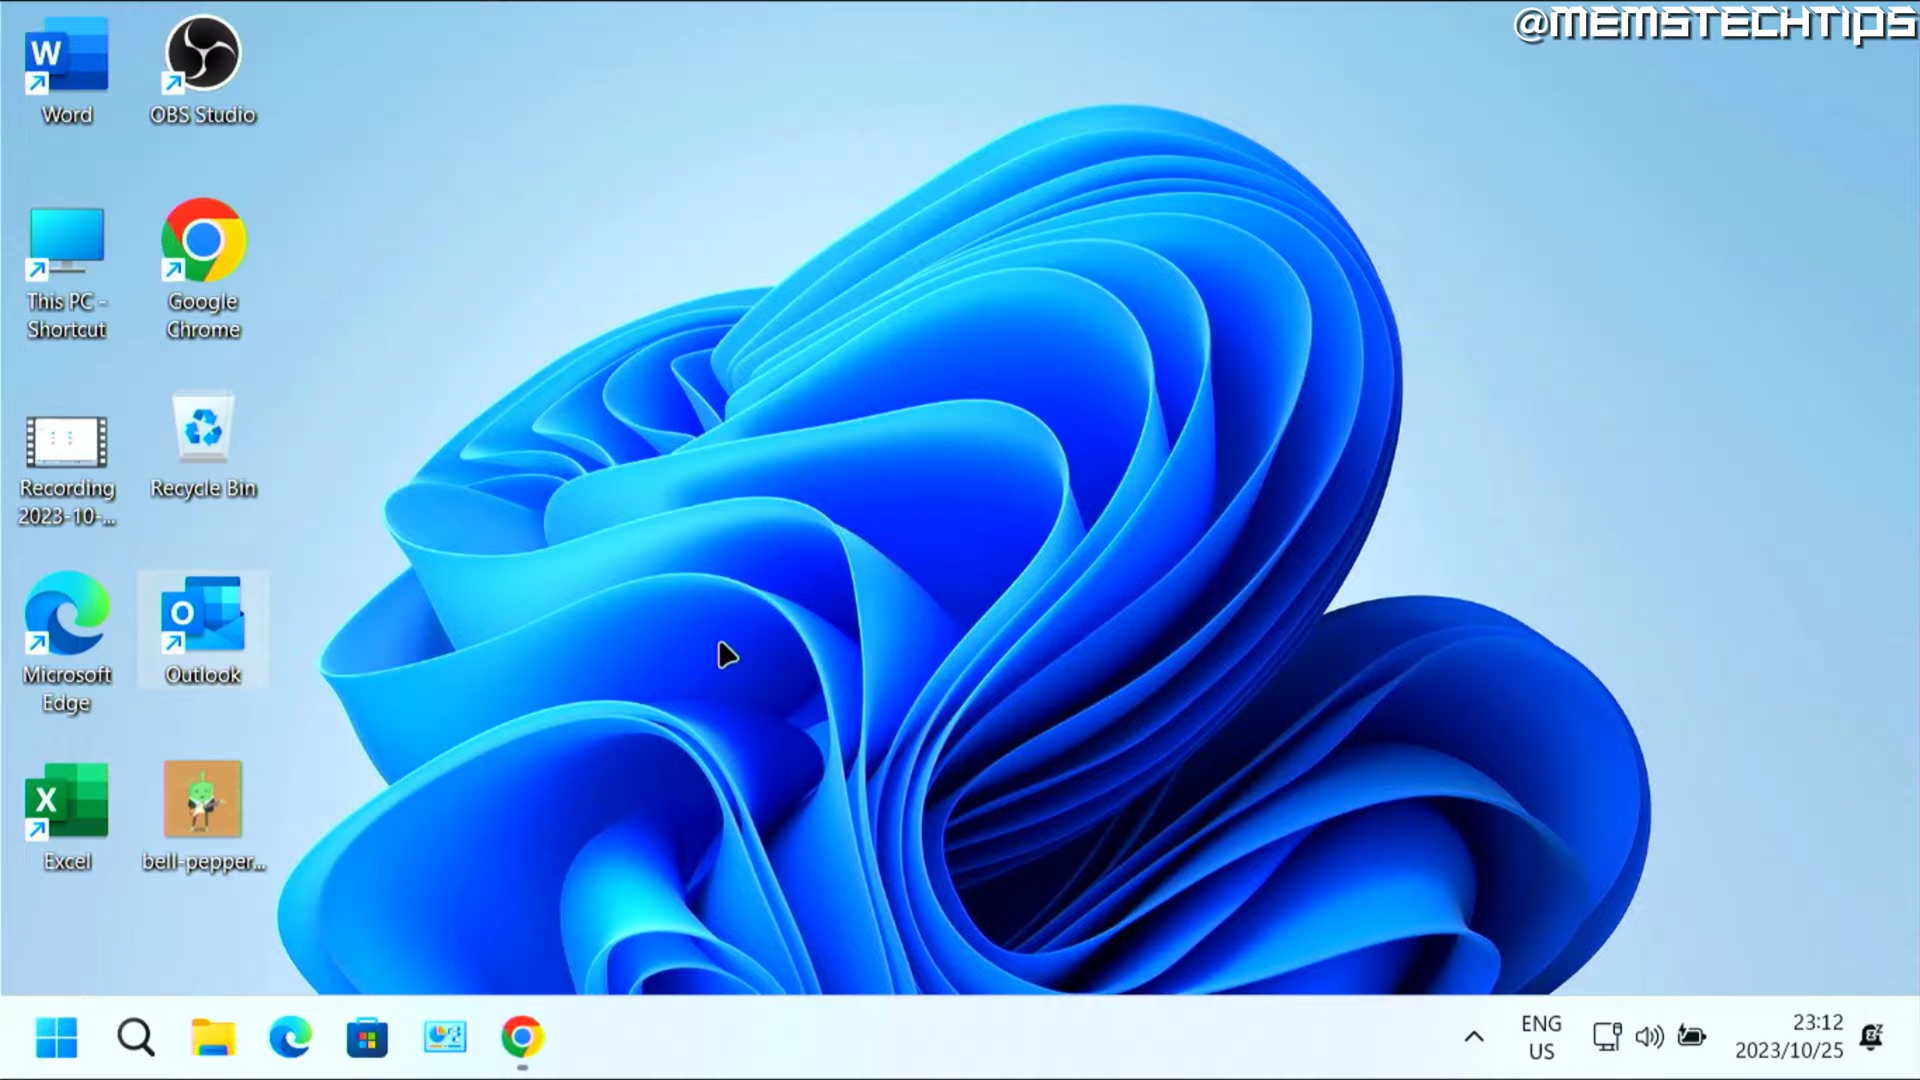 @MEMSTECHTIPS
W
Word
OBS Studio
This PC -
Shortcut
Google
Chrome
Recording
2023-10-...
Recycle Bin
Microsoft
Edge
O
Outlook
X
Excel
bell-pepper...
ENG
US
23:12
2023/10/25